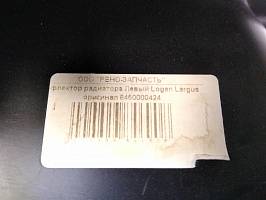 ООО "РЕНО-ЗАПЧАСТЬ"
флектор радиатора Левый Logan Largus
оригинал 8450000424